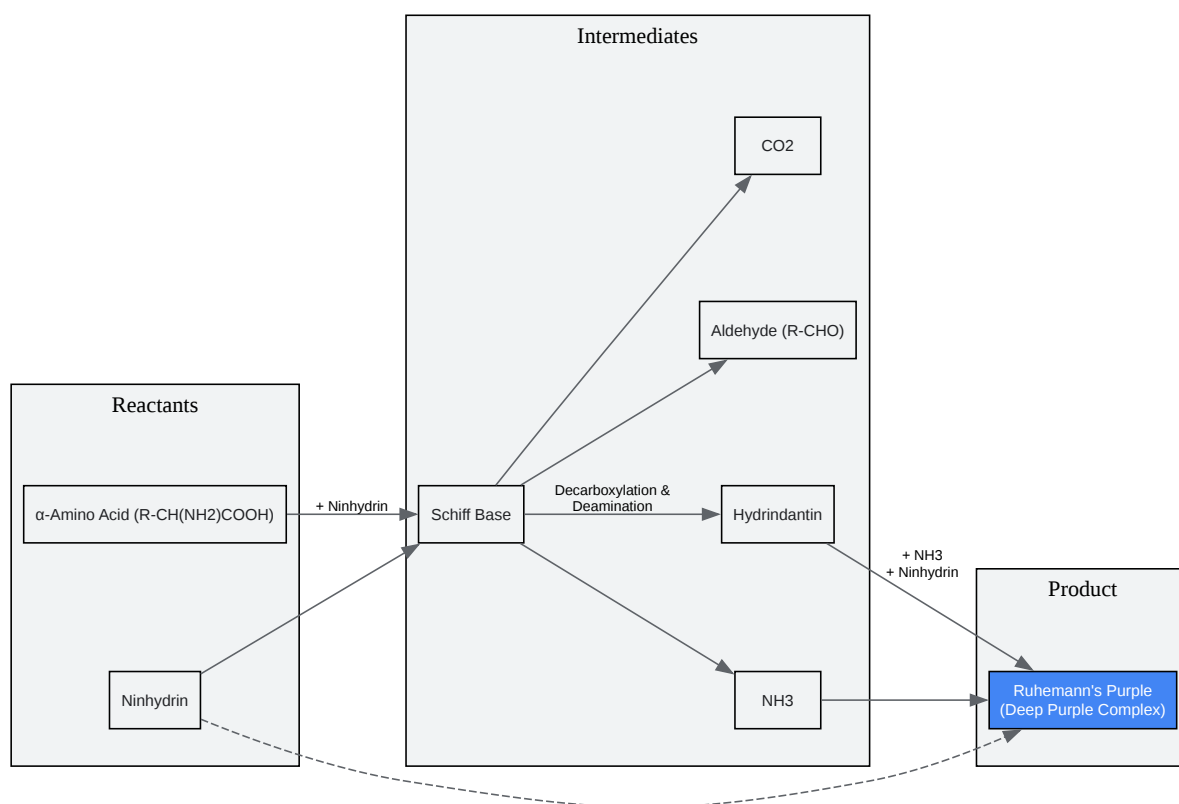 Intermediates
CO2
Aldehyde (R-CHO)
Reactants
α-Amino Acid (R-CH(NH2)COOH)
+ Ninhydrin
Schiff Base
Decarboxylation &
Deamination
Hydrindantin
+ NH3
+ Ninhydrin
Product
Ninhydrin
NH3
Ruhemann's Purple
(Deep Purple Complex)